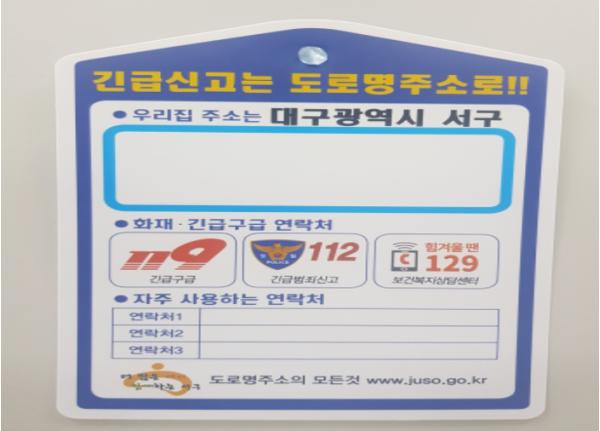 긴급신고는 도로명주소로!!
● 우리집 주소는 대구광역시 서구
● 화재·긴급구급 연락처
119
긴급구급
POLICE
112
긴급범죄신고
힘겨울 땐
129
보건복지상담센터
● 자주 사용하는 연락처
연락처1
연락처2
연락처3
도로명주소의 모든것 www.juso.go.kr